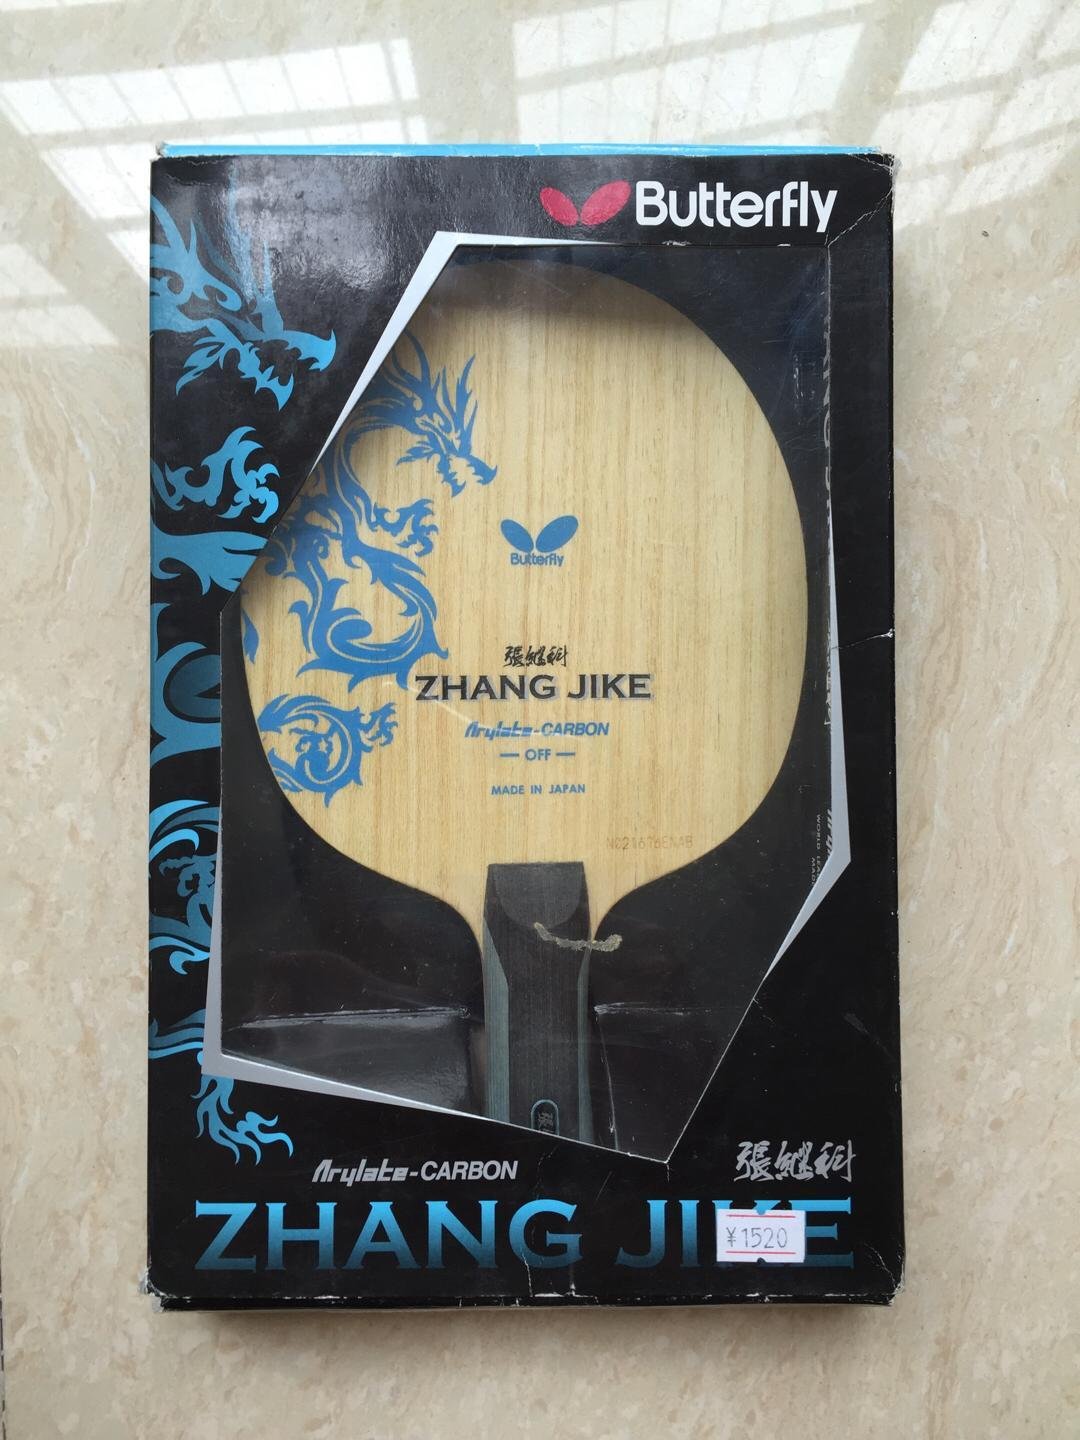 Butterfly
Butterfly
張継科
ZHANG JIKE
Arylate-CARBON
OFF
MADE IN JAPAN
張
張継科
Arylate-CARBON
ZHANG JIKE
¥1520